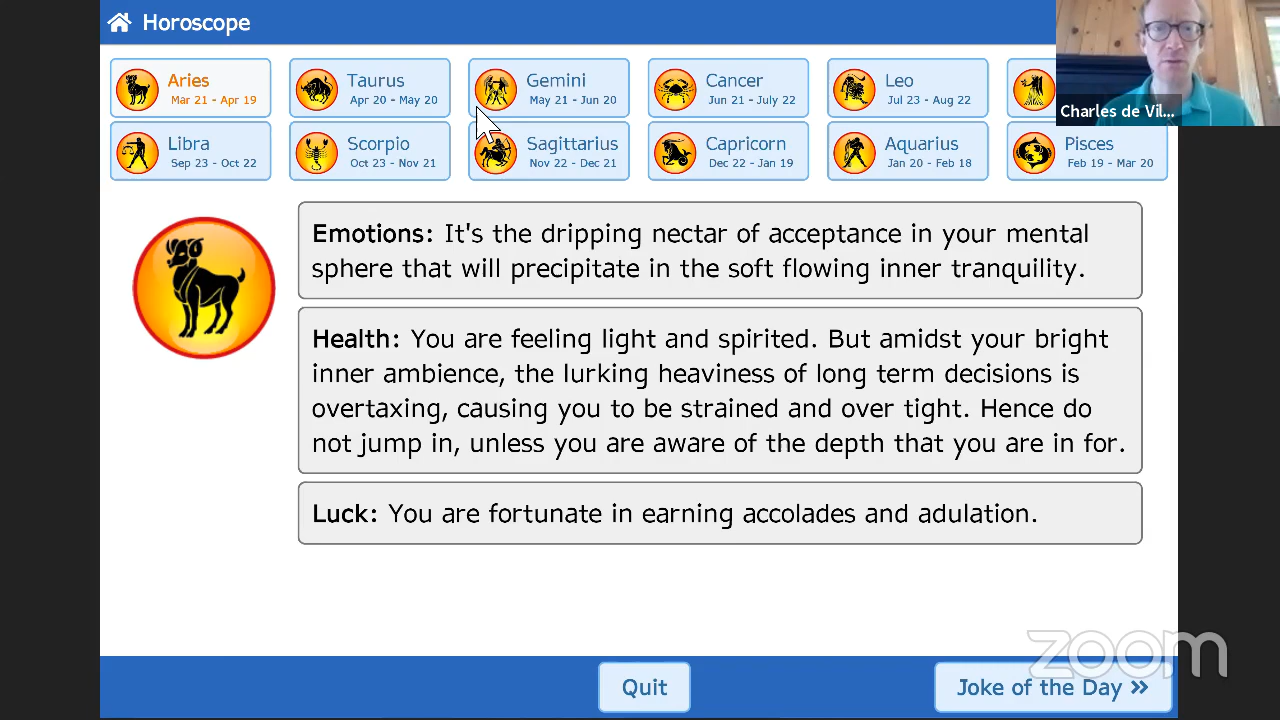 Horoscope
Aries
Mar 21 - Apr 19
Taurus
Apr 20 - May 20
Gemini
May 21 - Jun 20
Cancer
Jun 21 - July 22
Leo
Jul 23 - Aug 22
Charles de Vil...
Libra
Sep 23 - Oct 22
Scorpio
Oct 23 - Nov 21
Sagittarius
Nov 22 - Dec 21
Capricorn
Dec 22 - Jan 19
Aquarius
Jan 20 - Feb 18
Pisces
Feb 19 - Mar 20
Emotions: It's the dripping nectar of acceptance in your mental
sphere that will precipitate in the soft flowing inner tranquility.
Health: You are feeling light and spirited. But amidst your bright
inner ambience, the lurking heaviness of long term decisions is
overtaxing, causing you to be strained and over tight. Hence do
not jump in, unless you are aware of the depth that you are in for.
Luck: You are fortunate in earning accolades and adulation.
zoom
Quit
Joke of the Day »